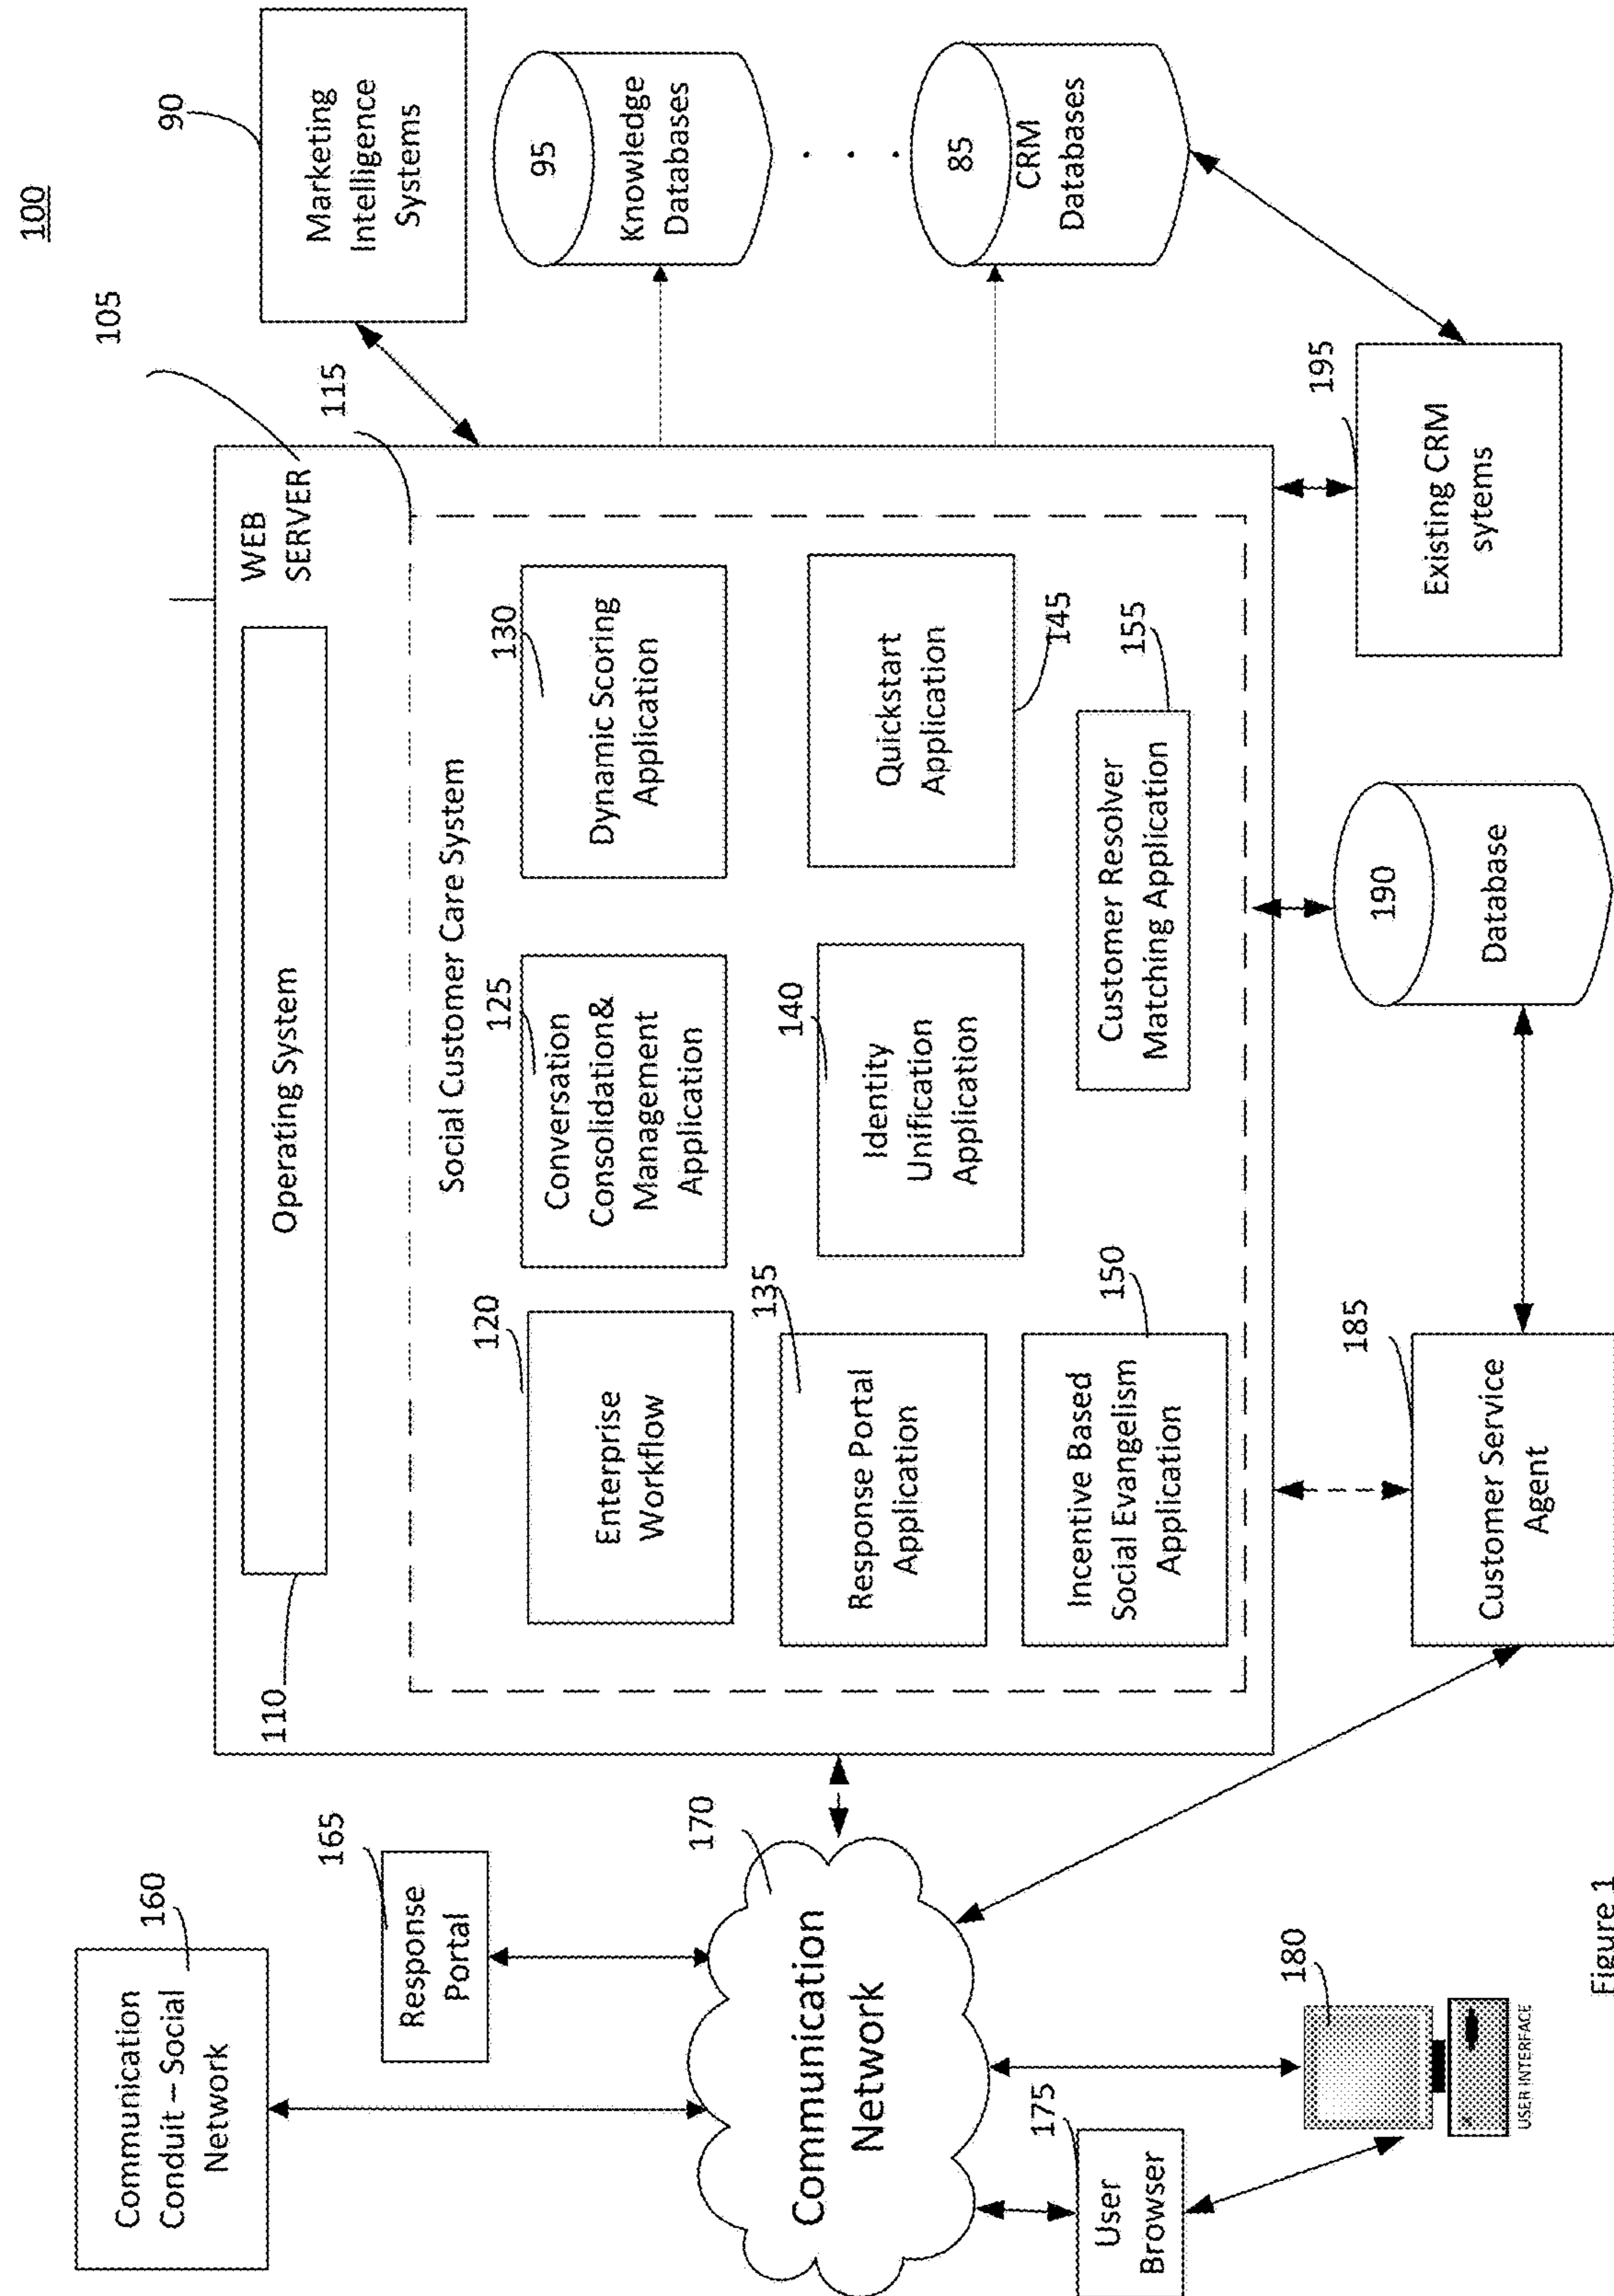 100
90
Marketing
Intelligence
Systems
105
115
WEB
SERVER
Operating System
110
95
Knowledge
Databases
85
CRM
Databases
Social Customer Care System
120
Enterprise
Workflow
125
Conversation
Consolidation&
Management
Application
130
Dynamic Scoring
Application
135
Response Portal
Application
140
Identity
Unification
Application
Quickstart
Application
145
150
Incentive Based
Social Evangelism
Application
155
Customer Resolver
Matching Application
160
Communication
Conduit – Social
Network
165
Response
Portal
170
Communication
Network
175
User
Browser
180
USER INTERFACE
185
Customer Service
Agent
190
Database
195
Existing CRM
sytems
Figure 1